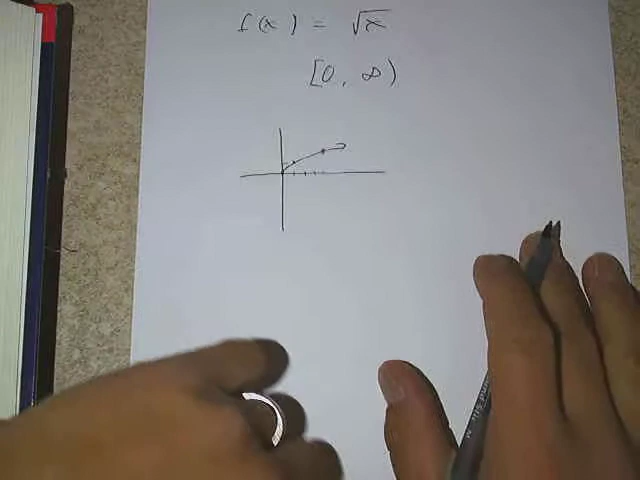 f(x) = √x
[0, ∞)